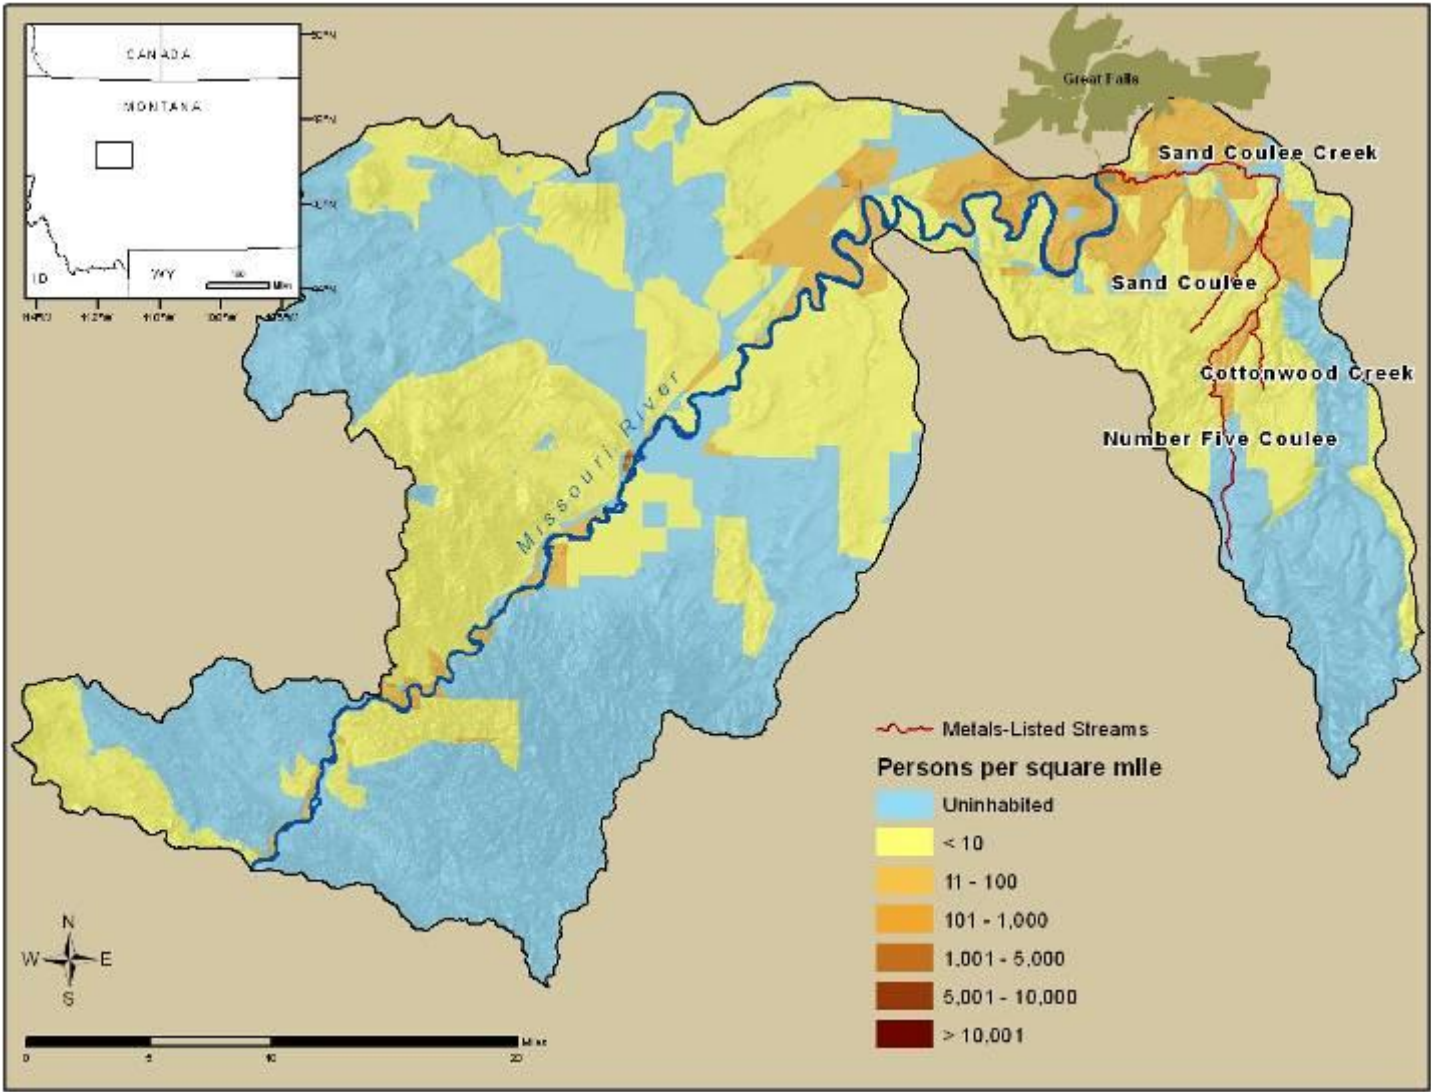 CANADA
MONTANA
ID
WY
Miles
Great Falls
Sand Coulee Creek
Sand Coulee
Cottonwood Creek
Number Five Coulee
Missouri River
Metals-Listed Streams
Persons per square mile
Uninhabited
< 10
11 - 100
101 - 1,000
1,001 - 5,000
5,001 - 10,000
> 10,001
N
W E
S
0 5 10 20 Miles